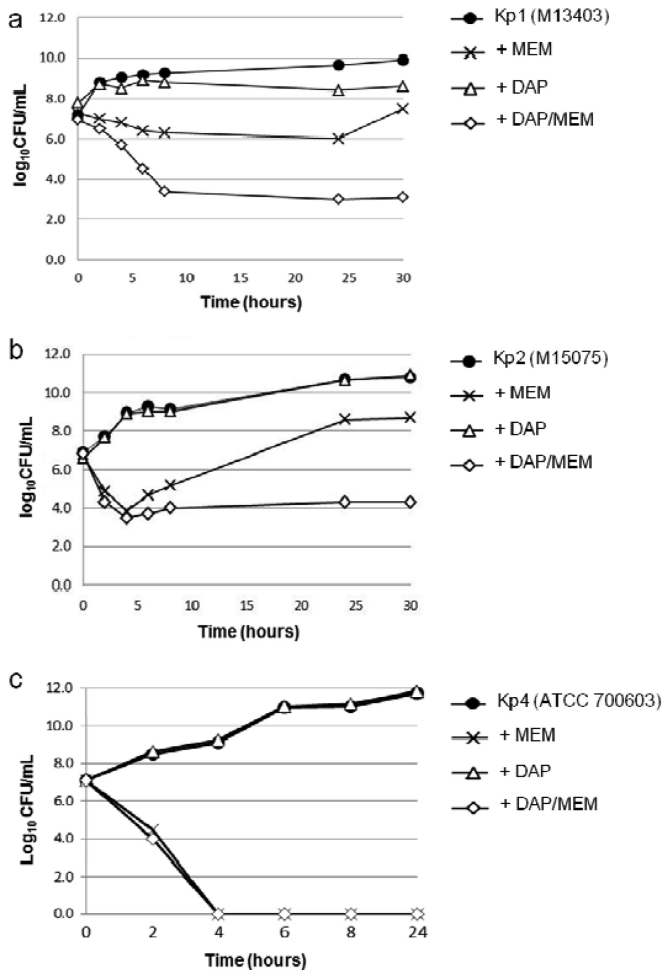 a
12.0
10.0
8.0
6.0
4.0
2.0
0.0
log10CFU/mL
0 5 10 15 20 25 30
Time (hours)
Kp1 (M13403)
+ MEM
+ DAP
+ DAP/MEM
b
12.0
10.0
8.0
6.0
4.0
2.0
0.0
log10CFU/mL
0 5 10 15 20 25 30
Time (hours)
Kp2 (M15075)
+ MEM
+ DAP
+ DAP/MEM
c
12.0
10.0
8.0
6.0
4.0
2.0
0.0
Log10 CFU/mL
0 2 4 6 8 24
Time (hours)
Kp4 (ATCC 700603)
+ MEM
+ DAP
+ DAP/MEM